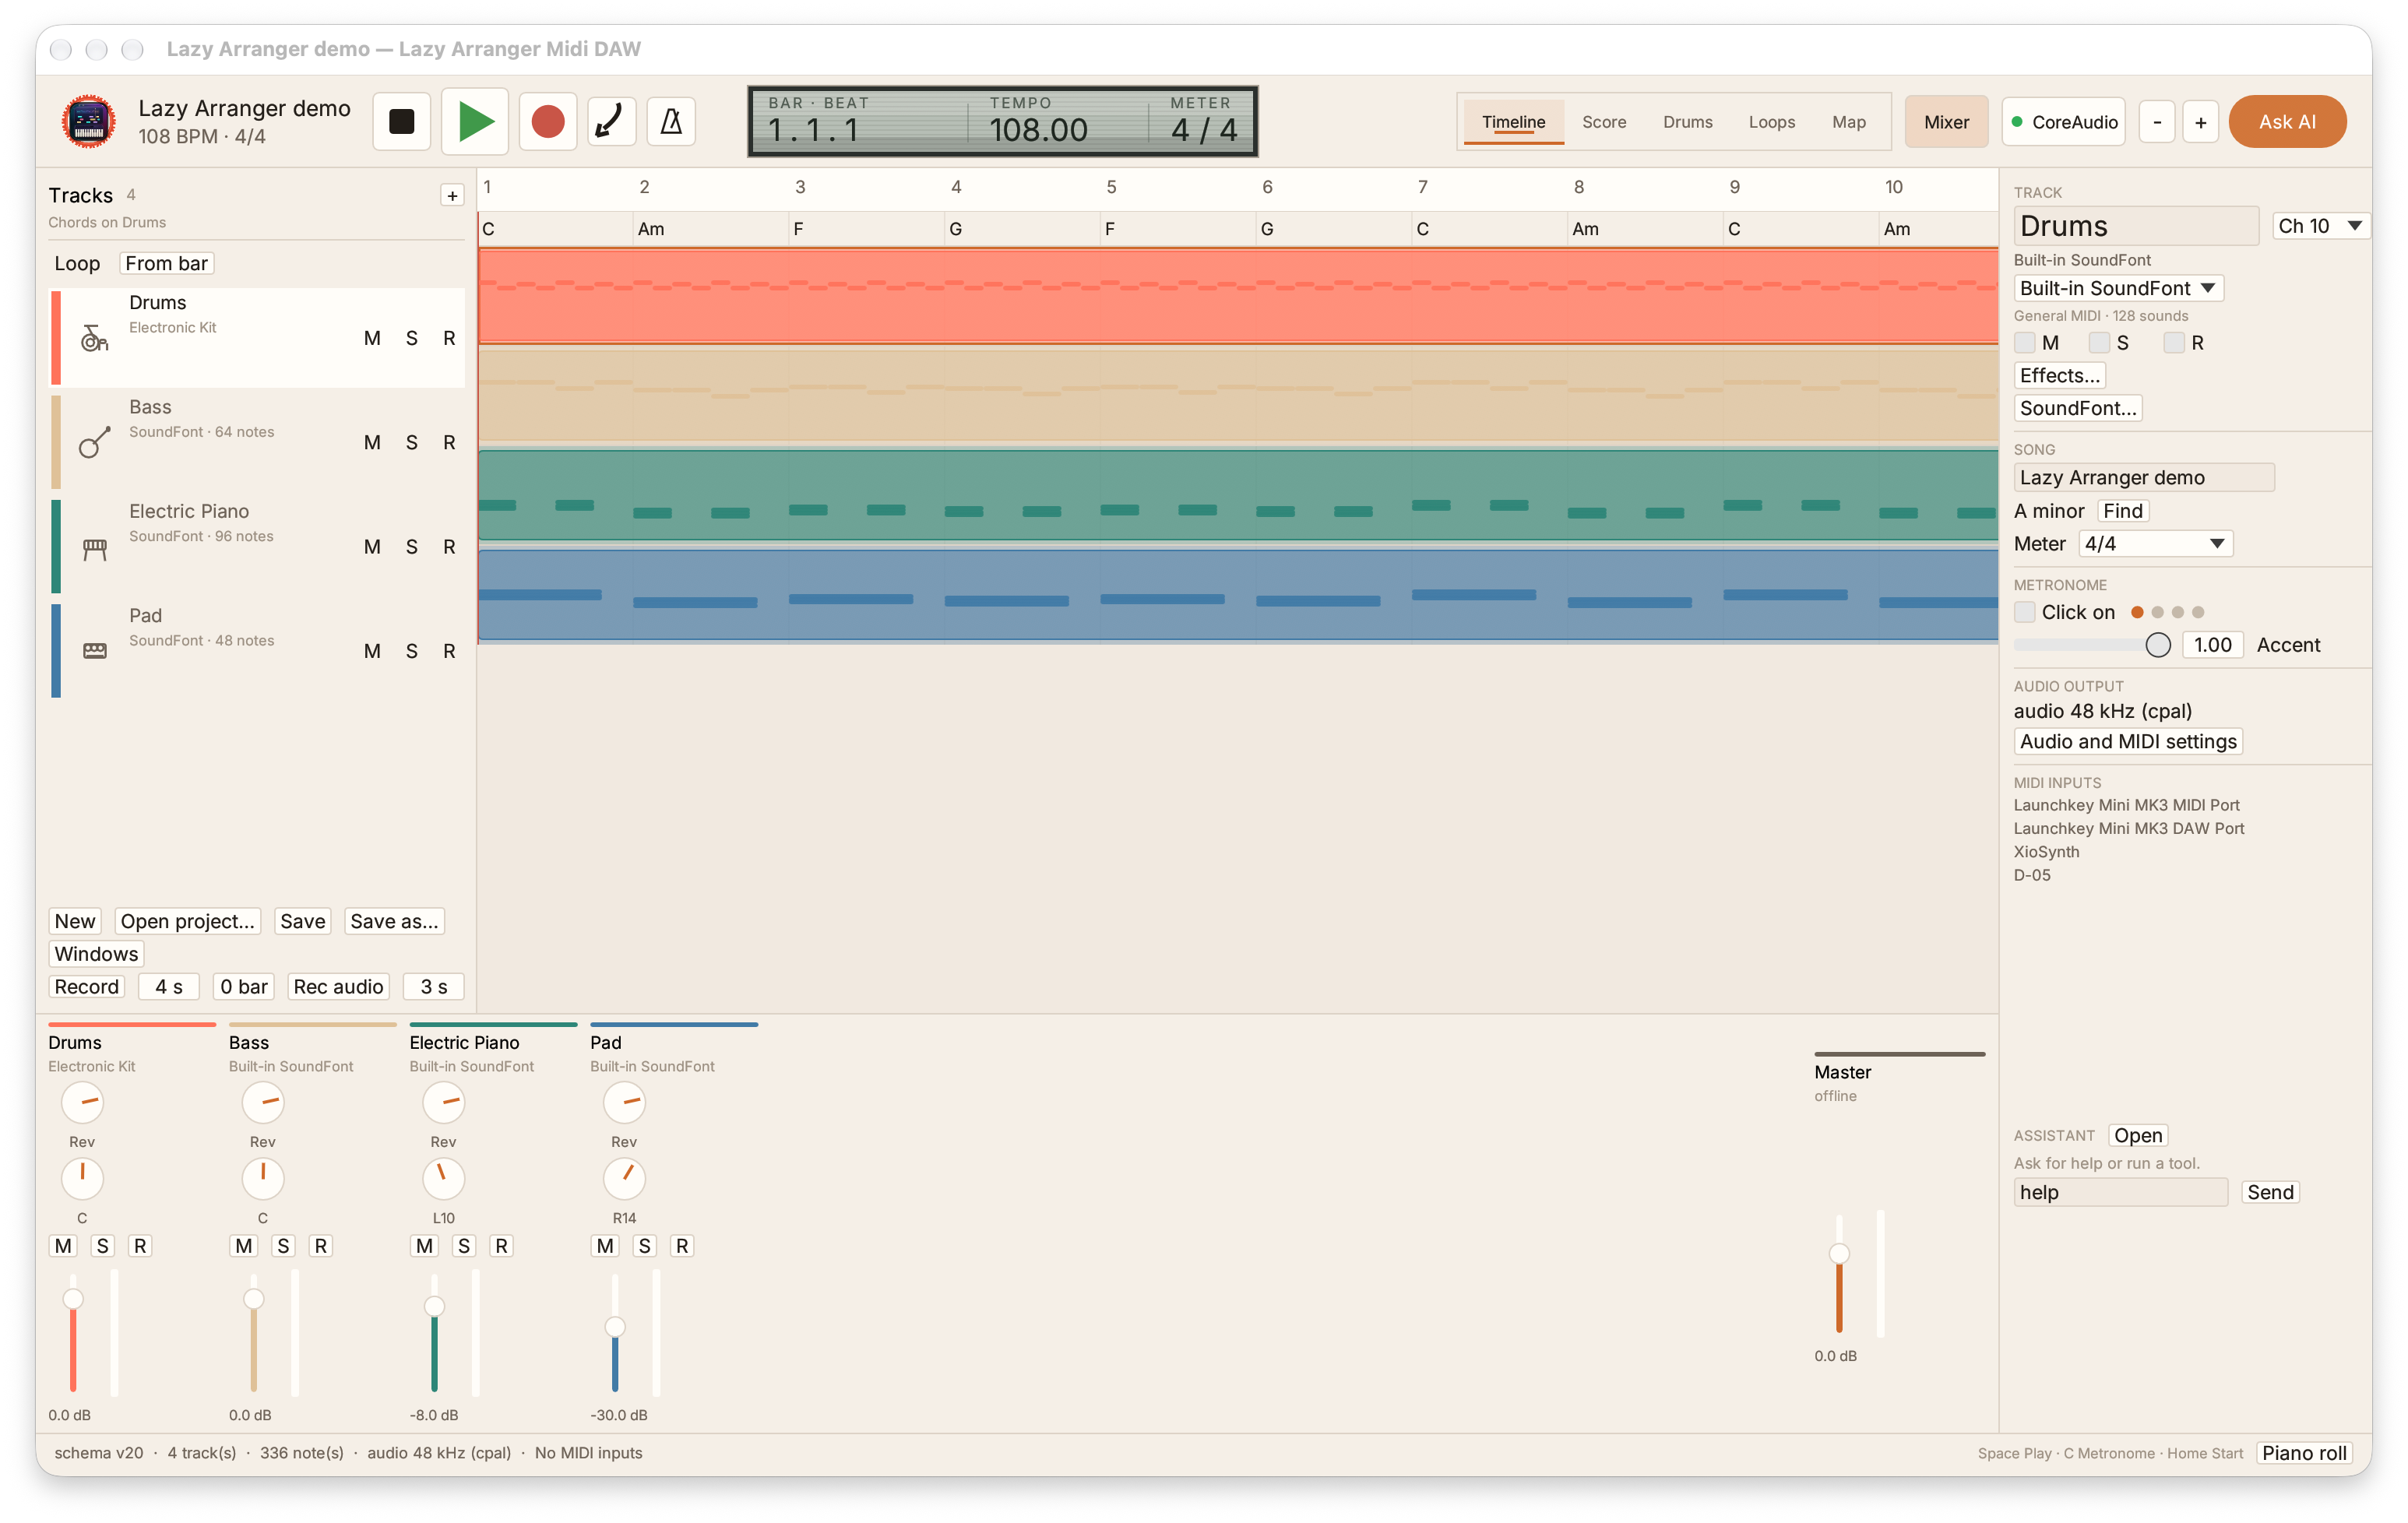 Lazy Arranger demo — Lazy Arranger Midi DAW
Lazy Arranger demo
108 BPM · 4/4
BAR · BEAT TEMPO METER
1. 1. 1 108.00 4 / 4
Timeline Score Drums Loops Map Mixer CoreAudio - + Ask AI
Tracks 4 +
Chords on Drums
Loop From bar
Drums
Electronic Kit
M S R
Bass
SoundFont · 64 notes
M S R
Electric Piano
SoundFont · 96 notes
M S R
Pad
SoundFont · 48 notes
M S R
New Open project... Save Save as...
Windows
Record 4 s 0 bar Rec audio 3 s
1 2 3 4 5 6 7 8 9 10
C Am F G F G C Am C Am
TRACK
Drums Ch 10
Built-in SoundFont
Built-in SoundFont
General MIDI · 128 sounds
M S R
Effects...
SoundFont...
SONG
Lazy Arranger demo
A minor Find
Meter 4/4
METRONOME
Click on
1.00 Accent
AUDIO OUTPUT
audio 48 kHz (cpal)
Audio and MIDI settings
MIDI INPUTS
Launchkey Mini MK3 MIDI Port
Launchkey Mini MK3 DAW Port
XioSynth
D-05
ASSISTANT Open
Ask for help or run a tool.
help Send
Drums Bass Electric Piano Pad
Electronic Kit Built-in SoundFont Built-in SoundFont Built-in SoundFont
Rev Rev Rev Rev
C C L10 R14
M S R M S R M S R M S R
0.0 dB 0.0 dB -8.0 dB -30.0 dB
Master
offline
0.0 dB
schema v20 · 4 track(s) · 336 note(s) · audio 48 kHz (cpal) · No MIDI inputs
Space Play · C Metronome · Home Start Piano roll